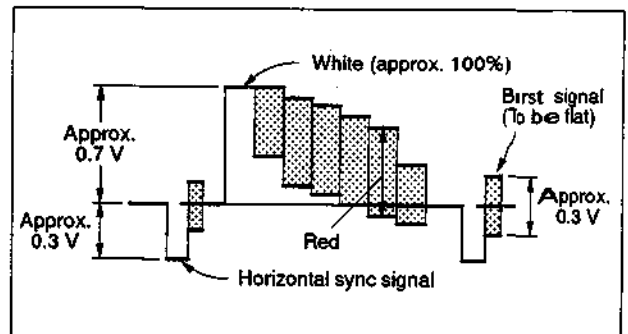 White (approx. 100%)
Burst signal
(To be flat)
Approx.
0.7 V
Approx.
0.3 V
Approx.
0.3 V
Red
Horizontal sync signal